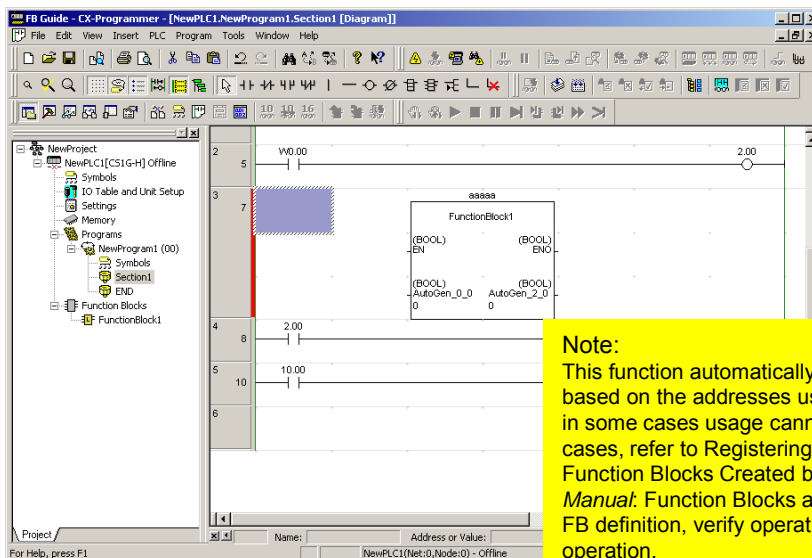 FB Guide - CX-Programmer - [NewPLC1.NewProgram1.Section1 [Diagram]]
File Edit View Insert PLC Program Tools Window Help
NewProject
NewPLC1[CS1G-H] Offline
Symbols
IO Table and Unit Setup
Settings
Memory
Programs
NewProgram1 (00)
Symbols
Section1
END
Function Blocks
FunctionBlock1
Project
2
5
W0.00
2.00
3
7
aaaaa
FunctionBlock1
(BOOL) (BOOL)
EN ENO
(BOOL) (BOOL)
AutoGen_0_0 AutoGen_2_0
0 0
4
8
2.00
5
10
10.00
6
Name: Address or Value:
For Help, press F1
NewPLC1(Net:0,Node:0) - Offline
Note:
This function automatically
based on the addresses us
in some cases usage cann
cases, refer to Registering
Function Blocks Created b
Manual: Function Blocks a
FB definition, verify operat
operation.